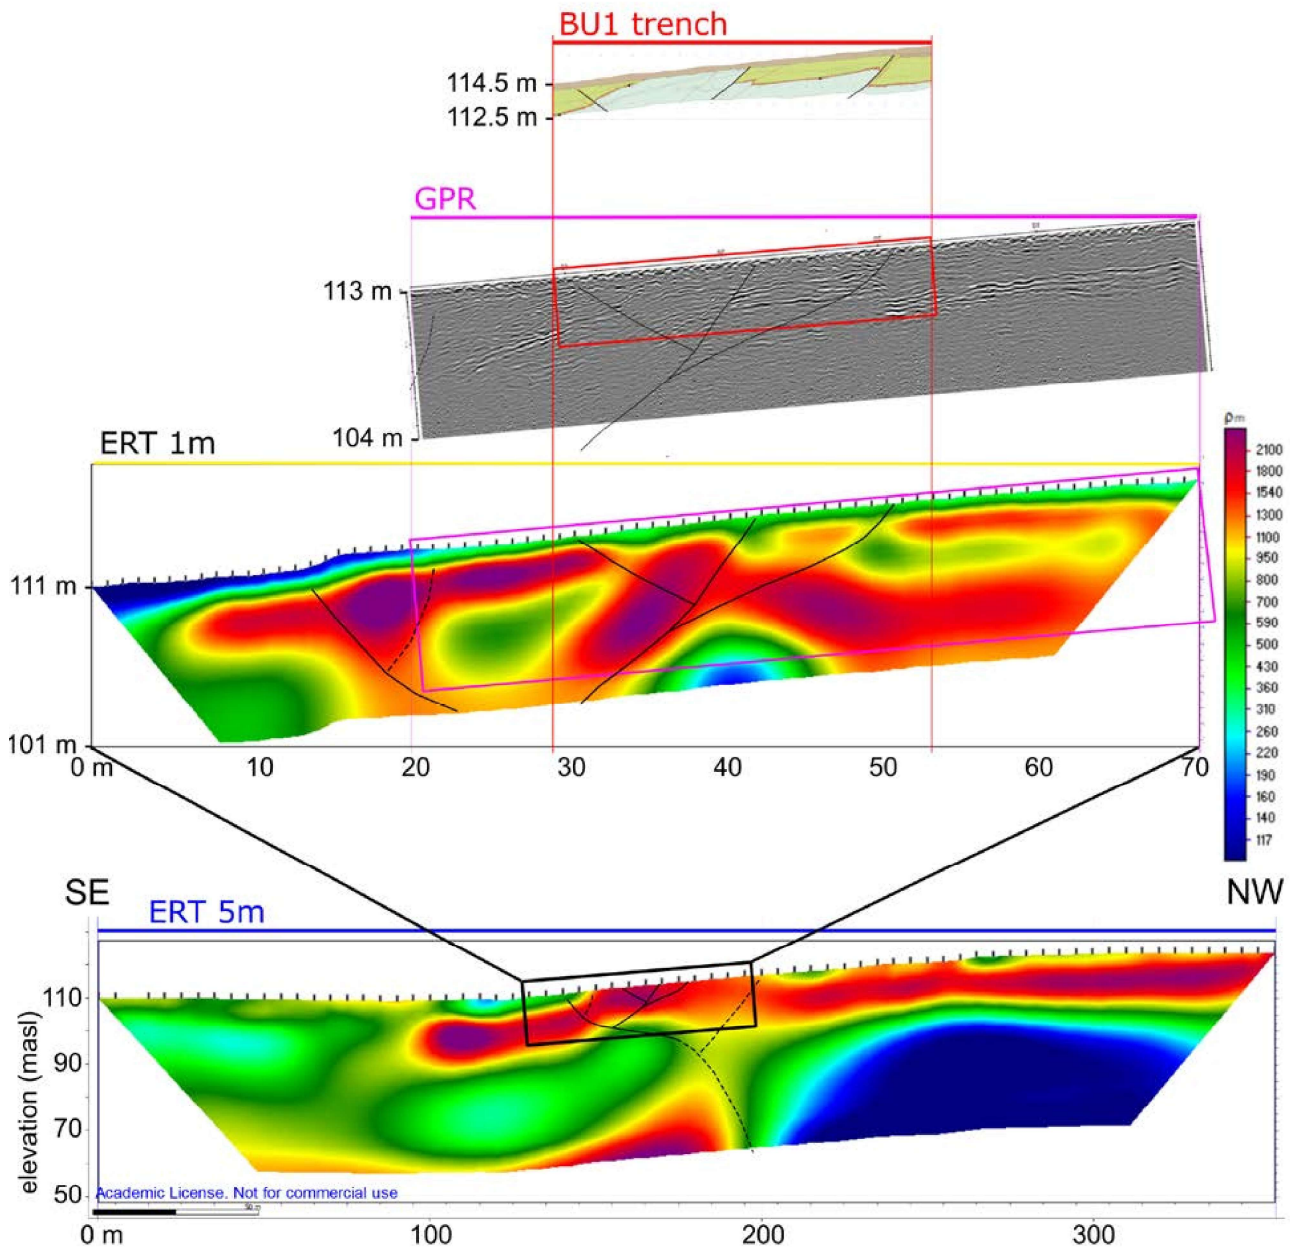 BU1 trench
114.5 m
112.5 m
GPR
113 m
104 m
ERT 1m
111 m
101 m
0 m 10 20 30 40 50 60 70
2100
1800
1540
1300
1100
950
800
700
590
500
430
360
310
260
220
190
160
140
117
SE
NW
ERT 5m
elevation (masl)
110
90
70
50
Academic License. Not for commercial use
0 m 100 200 300